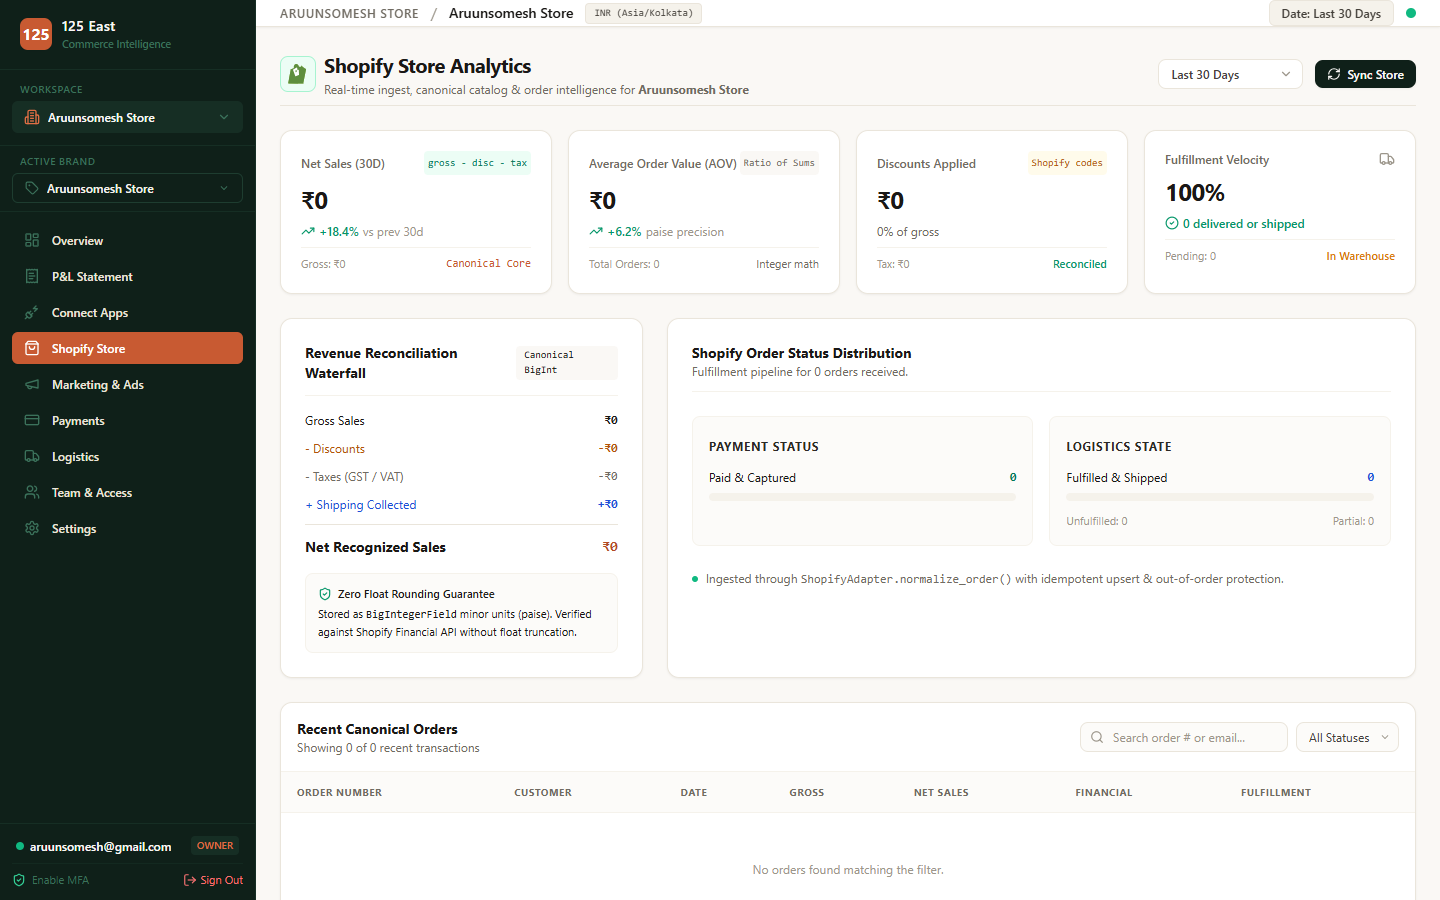 125
125 East
Commerce Intelligence
WORKSPACE
Aruunsomesh Store
ACTIVE BRAND
Aruunsomesh Store
Overview
P&L Statement
Connect Apps
Shopify Store
Marketing & Ads
Payments
Logistics
Team & Access
Settings
aruunsomesh@gmail.com
OWNER
Enable MFA
Sign Out
ARUUNSOMESH STORE / Aruunsomesh Store INR (Asia/Kolkata)
Date: Last 30 Days
Shopify Store Analytics
Real-time ingest, canonical catalog & order intelligence for Aruunsomesh Store
Last 30 Days
Sync Store
Net Sales (30D)
gross - disc - tax
₹0
+18.4% vs prev 30d
Gross: ₹0
Canonical Core
Average Order Value (AOV)
Ratio of Sums
₹0
+6.2% paise precision
Total Orders: 0
Integer math
Discounts Applied
Shopify codes
₹0
0% of gross
Tax: ₹0
Reconciled
Fulfillment Velocity
100%
0 delivered or shipped
Pending: 0
In Warehouse
Revenue Reconciliation
Waterfall
Canonical
BigInt
Gross Sales ₹0
- Discounts -₹0
- Taxes (GST / VAT) -₹0
+ Shipping Collected +₹0
Net Recognized Sales ₹0
Zero Float Rounding Guarantee
Stored as BigIntegerField minor units (paise). Verified
against Shopify Financial API without float truncation.
Shopify Order Status Distribution
Fulfillment pipeline for 0 orders received.
PAYMENT STATUS
Paid & Captured 0
LOGISTICS STATE
Fulfilled & Shipped 0
Unfulfilled: 0 Partial: 0
Ingested through ShopifyAdapter.normalize_order() with idempotent upsert & out-of-order protection.
Recent Canonical Orders
Showing 0 of 0 recent transactions
Search order # or email...
All Statuses
ORDER NUMBER CUSTOMER DATE GROSS NET SALES FINANCIAL FULFILLMENT
No orders found matching the filter.